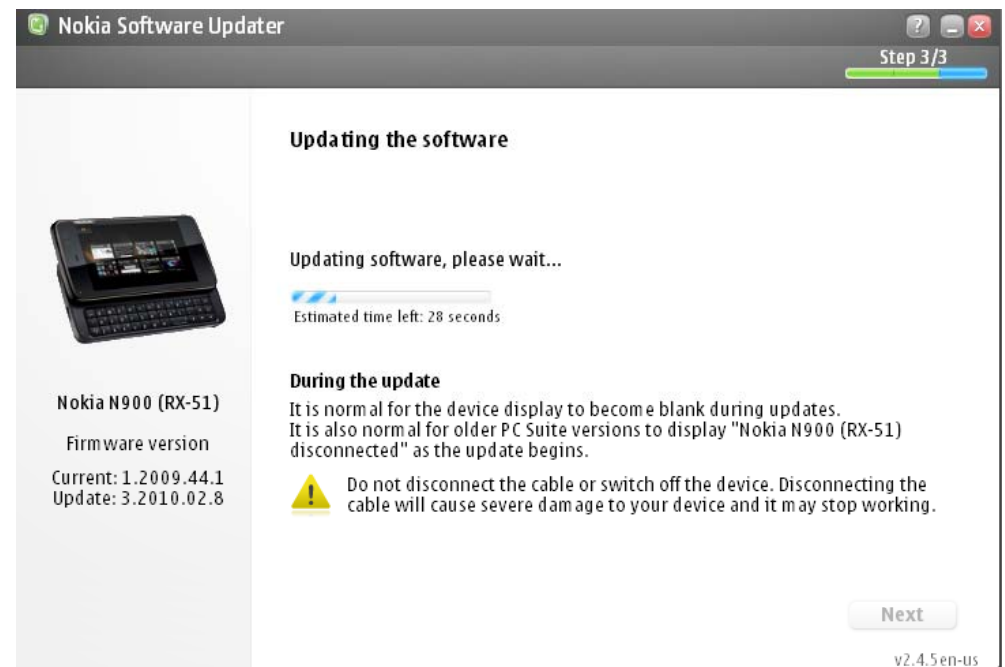 Nokia Software Updater
?
Step 3/3
Updating the software
Updating software, please wait...
Estimated time left: 28 seconds
During the update
It is normal for the device display to become blank during updates.
It is also normal for older PC Suite versions to display "Nokia N900 (RX-51)
disconnected" as the update begins.
Do not disconnect the cable or switch off the device. Disconnecting the
cable will cause severe damage to your device and it may stop working.
Nokia N900 (RX-51)
Firmware version
Current: 1.2009.44.1
Update: 3.2010.02.8
Next
v2.4.5en-us